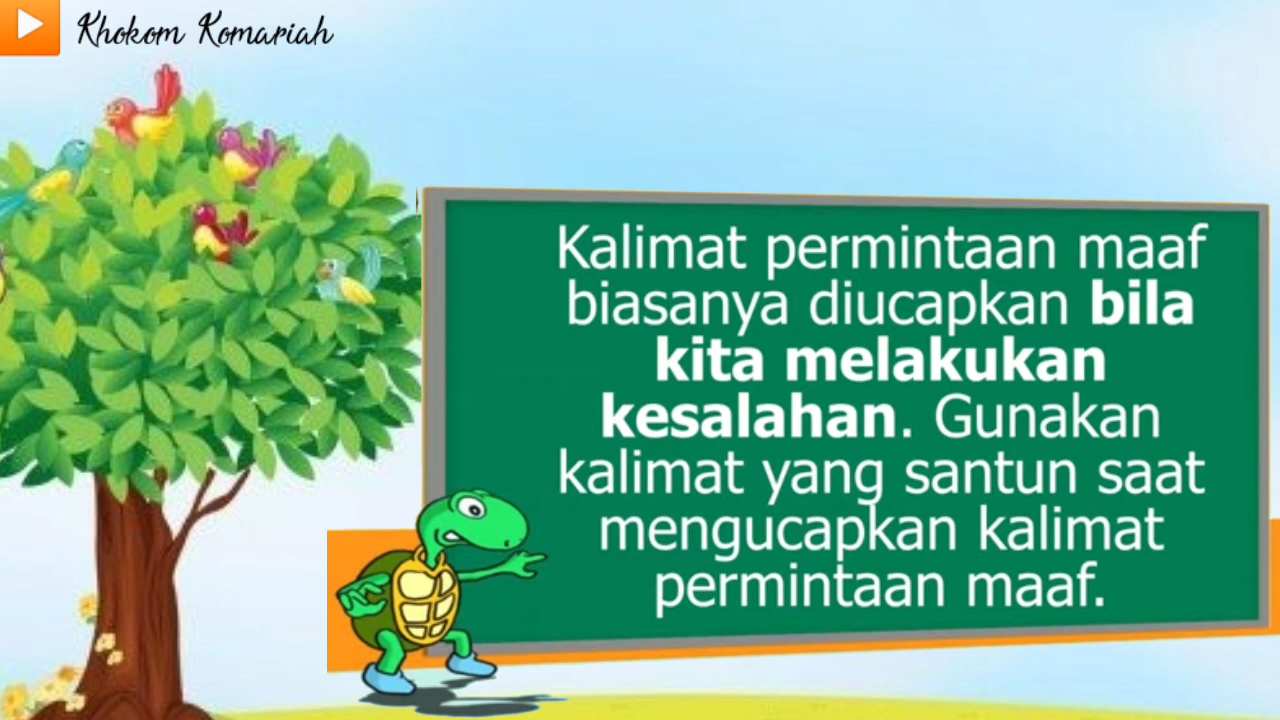 Khokom Komariah
Kalimat permintaan maaf
biasanya diucapkan bila
kita melakukan
kesalahan. Gunakan
kalimat yang santun saat
mengucapkan kalimat
permintaan maaf.